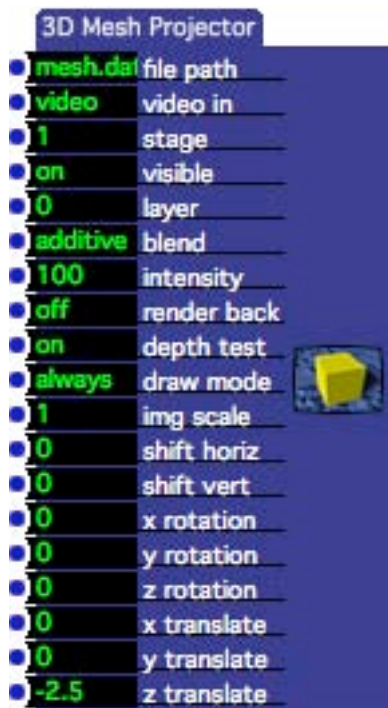 3D Mesh Projector
mesh.dat file path
video video in
1 stage
on visible
0 layer
additive blend
100 intensity
off render back
on depth test
always draw mode
1 img scale
0 shift horiz
0 shift vert
0 x rotation
0 y rotation
0 z rotation
0 x translate
0 y translate
-2.5 z translate